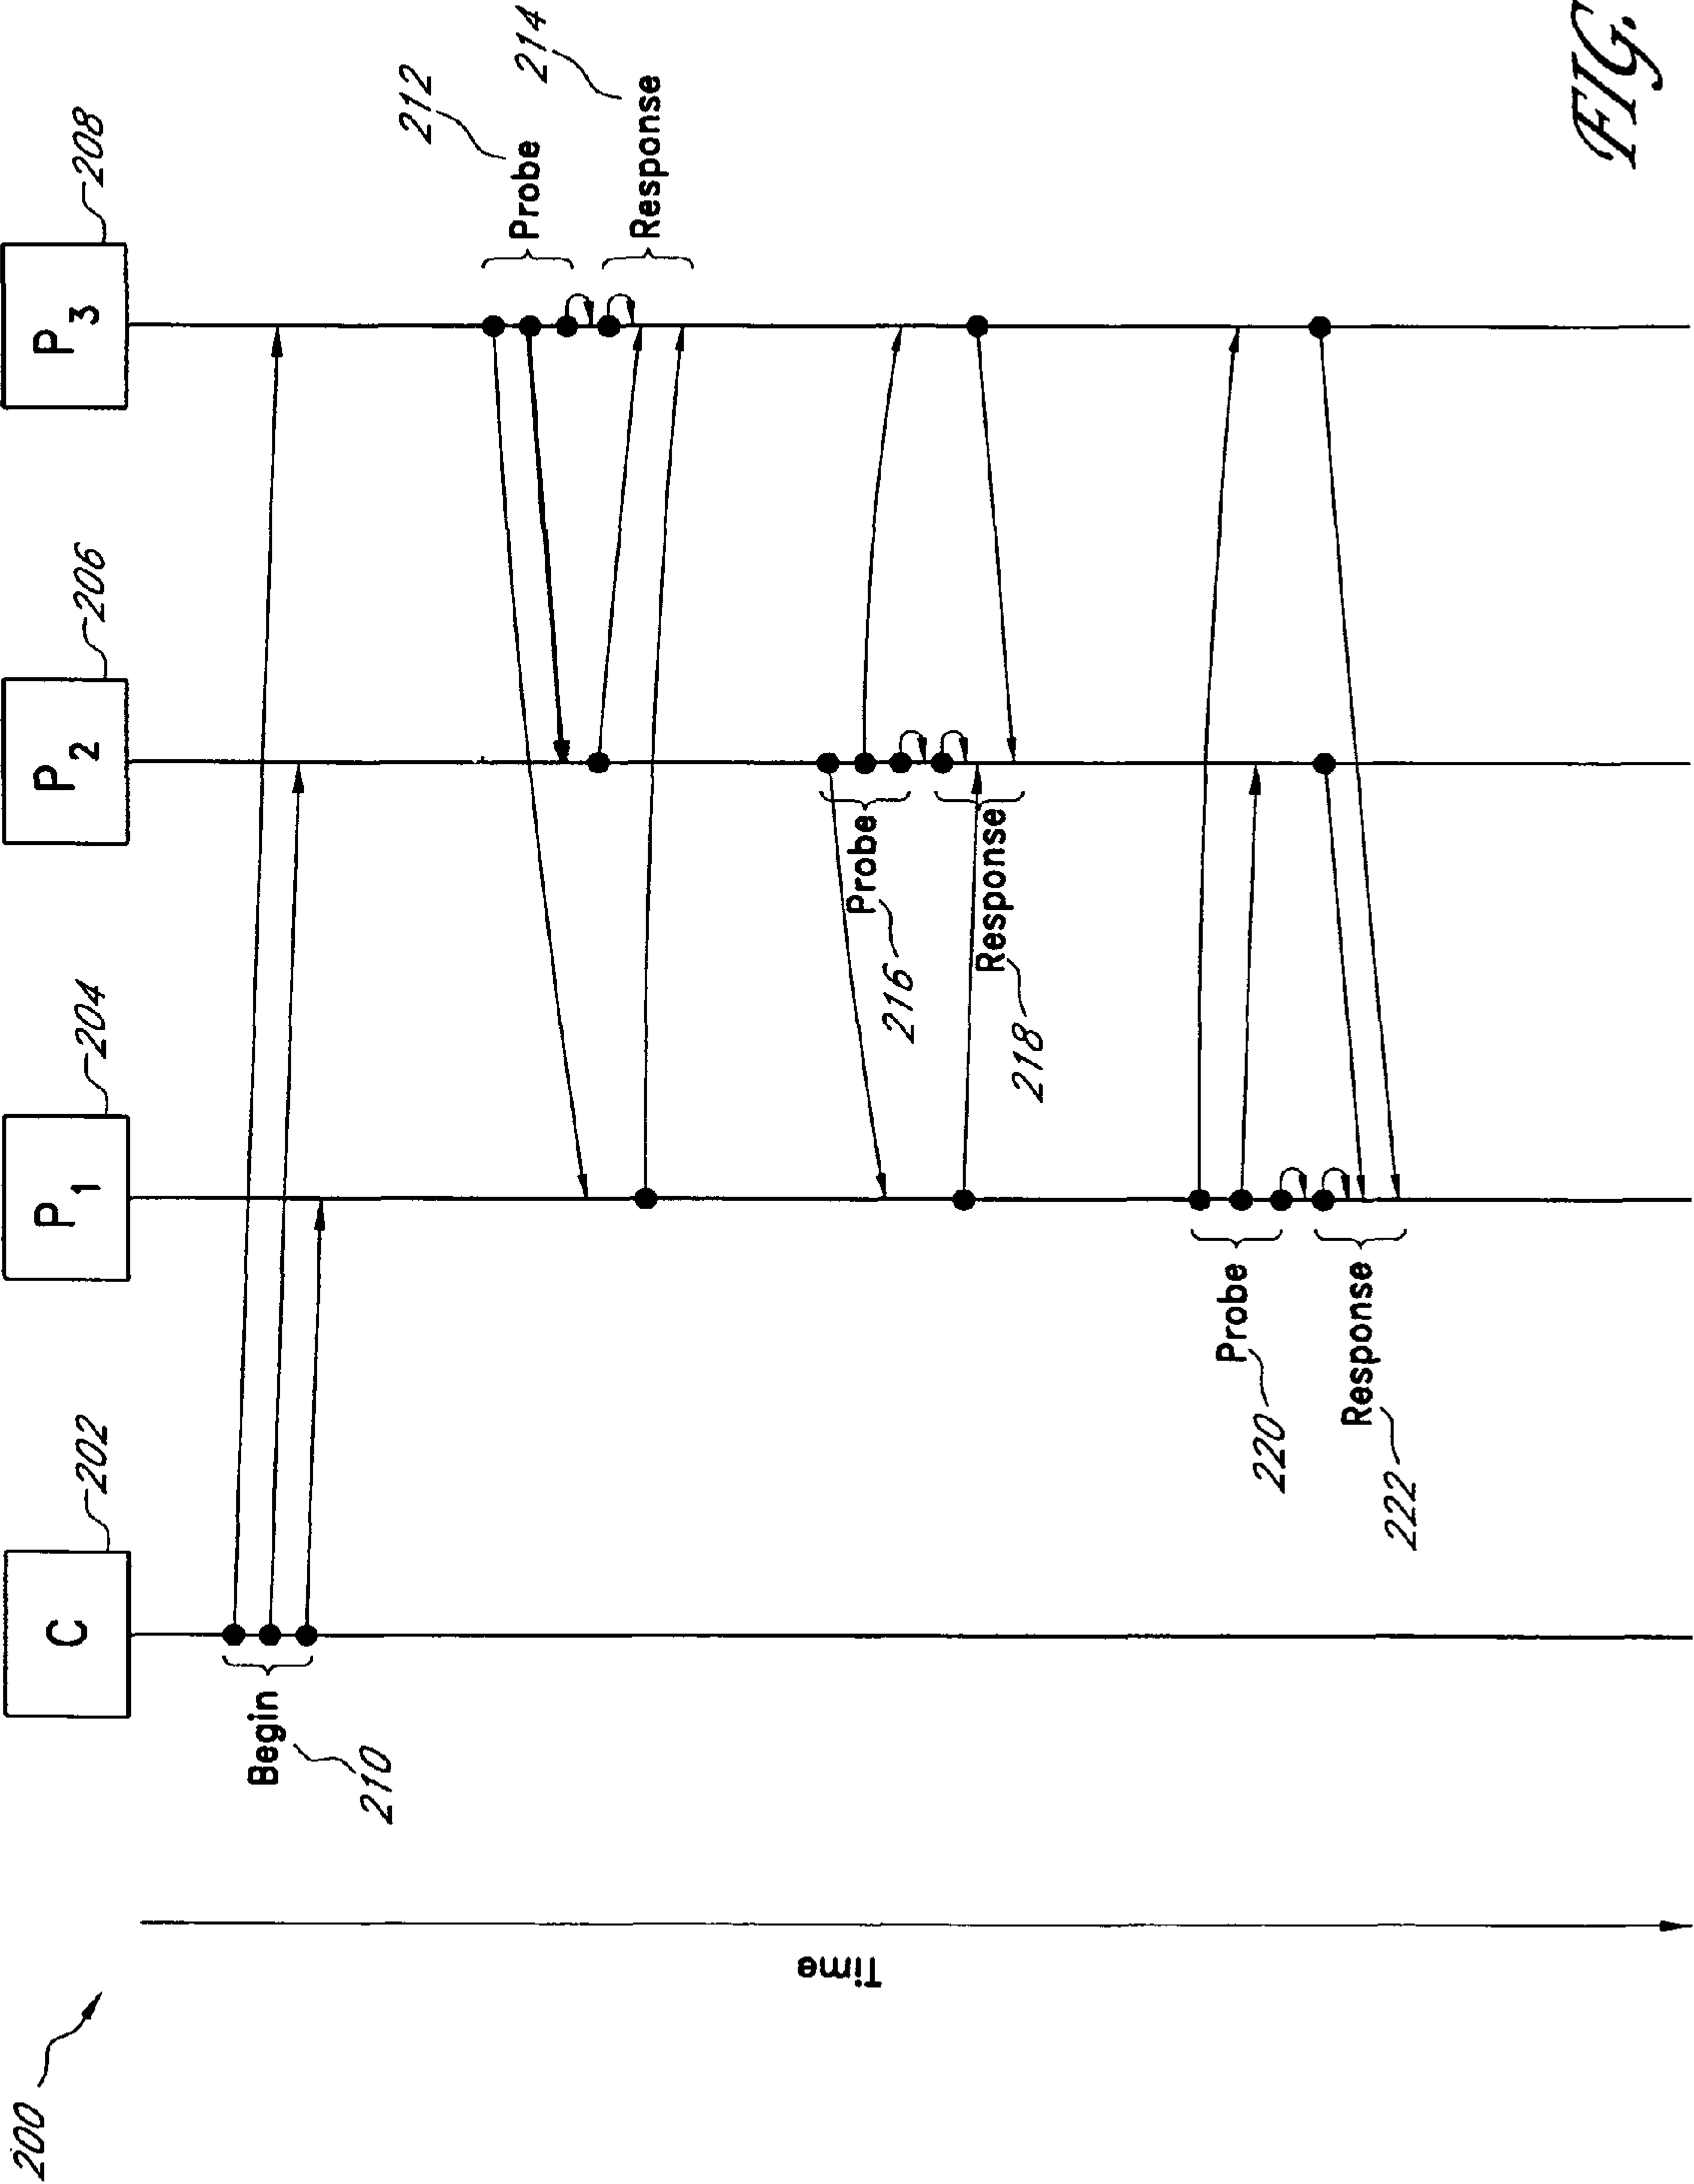 200
C
202
P1
204
P2
206
P3
208
Begin
210
Probe
212
Response
214
Probe
216
Response
218
Probe
220
Response
222
Time
FIG.